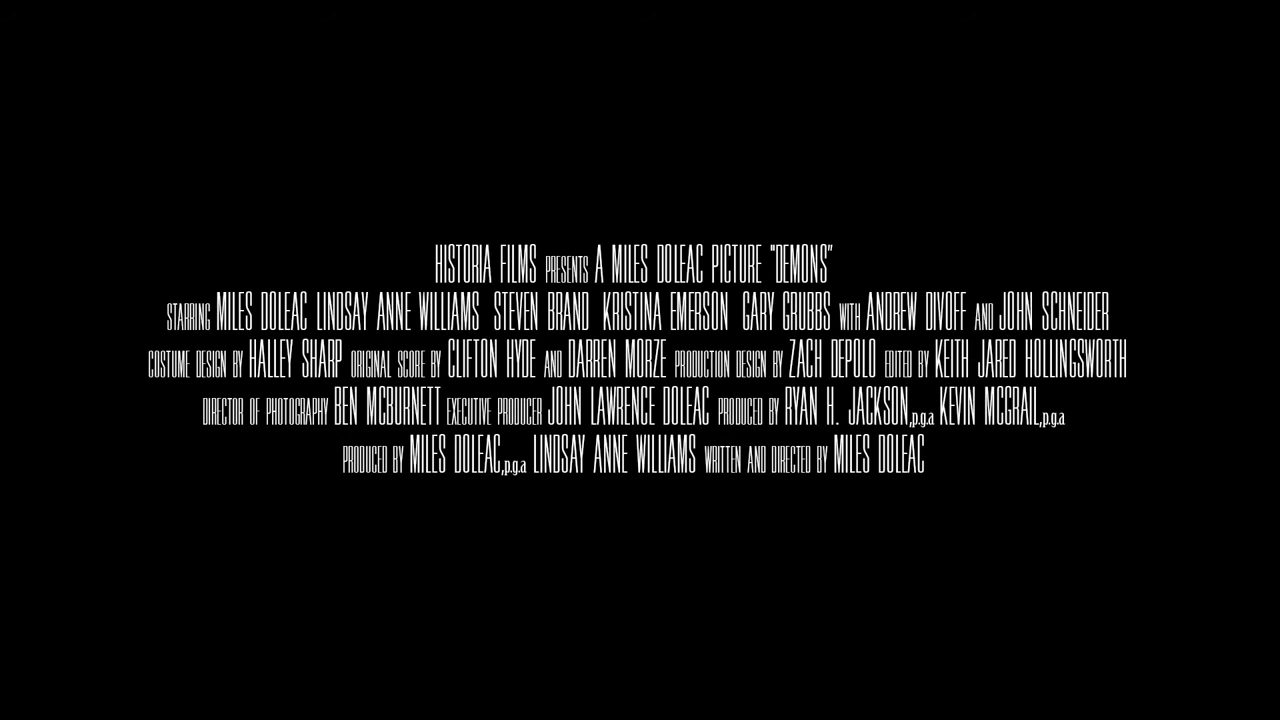 HISTORIA FILMS PRESENTS A MILES DOLEAC PICTURE "DEMONS"
STARRING MILES DOLEAC LINDSAY ANNE WILLIAMS STEVEN BRAND KRISTINA EMERSON GARY GRUBBS WITH ANDREW DIVOFF AND JOHN SCHNEIDER
COSTUME DESIGN BY HALLEY SHARP ORIGINAL SCORE BY CLIFTON HYDE AND DARREN MORZE PRODUCTION DESIGN BY ZACH DEPOLO EDITED BY KEITH JARED HOLLINGSWORTH
DIRECTOR OF PHOTOGRAPHY BEN MCBURNETT EXECUTIVE PRODUCER JOHN LAWRENCE DOLEAC PRODUCED BY RYAN H. JACKSON,p.g.a KEVIN MCGRAIL,p.g.a
PRODUCED BY MILES DOLEAC,p.g.a LINDSAY ANNE WILLIAMS WRITTEN AND DIRECTED BY MILES DOLEAC